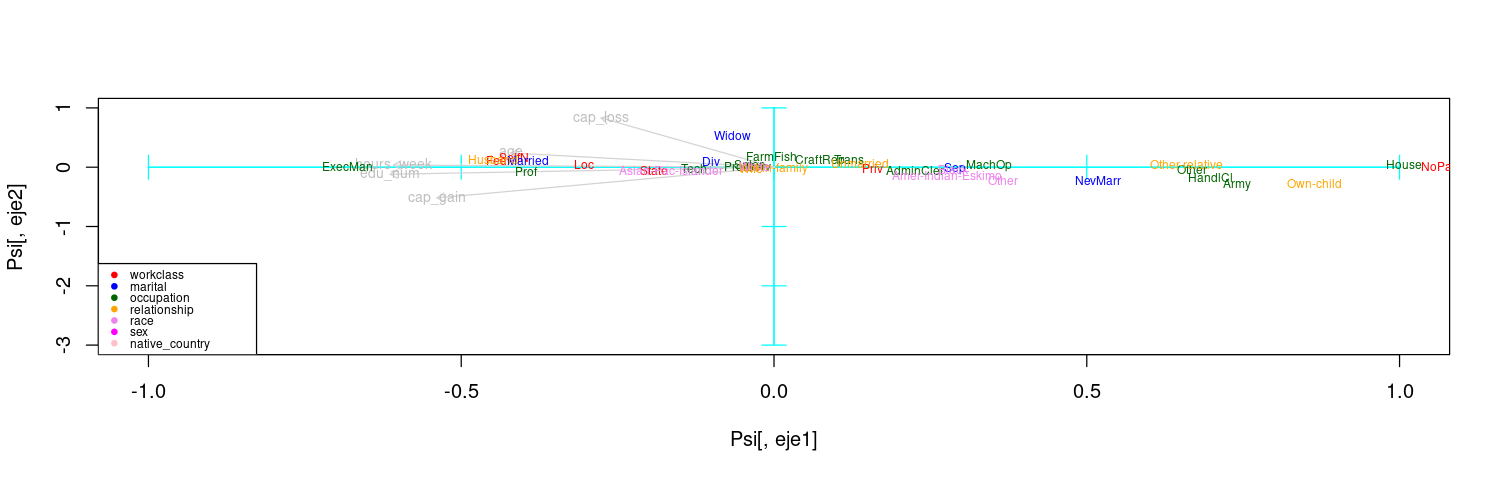 1
0
-1
-2
-3
Psi[, eje2]
cap_loss
Widow
age
FarmFish
Husband
Married
Div
Trans
ExecMan
hours_week
Loc
MachOp
Other-relative
House
NoPa
edu_num
Prof
State
Tech
Priv
AdminCler
Sep
Other
Amer-Indian-Eskimo
Other
NevMarr
HandlCl
Army
Own-child
cap_gain
workclass
marital
occupation
relationship
race
sex
native_country
-1.0 -0.5 0.0 0.5 1.0
Psi[, eje1]